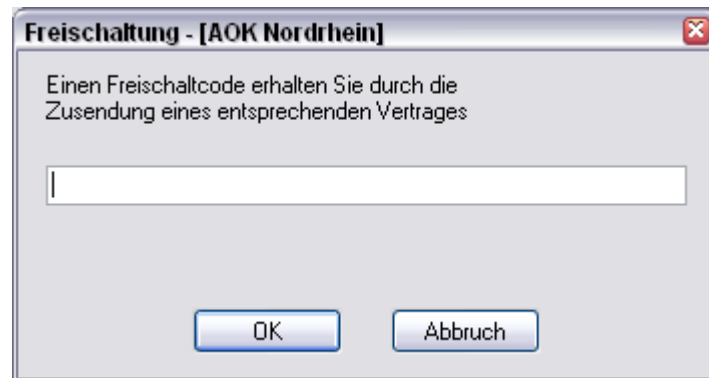 Freischaltung - [AOK Nordrhein]
Einen Freischaltcode erhalten Sie durch die
Zusendung eines entsprechenden Vertrages
OK
Abbruch